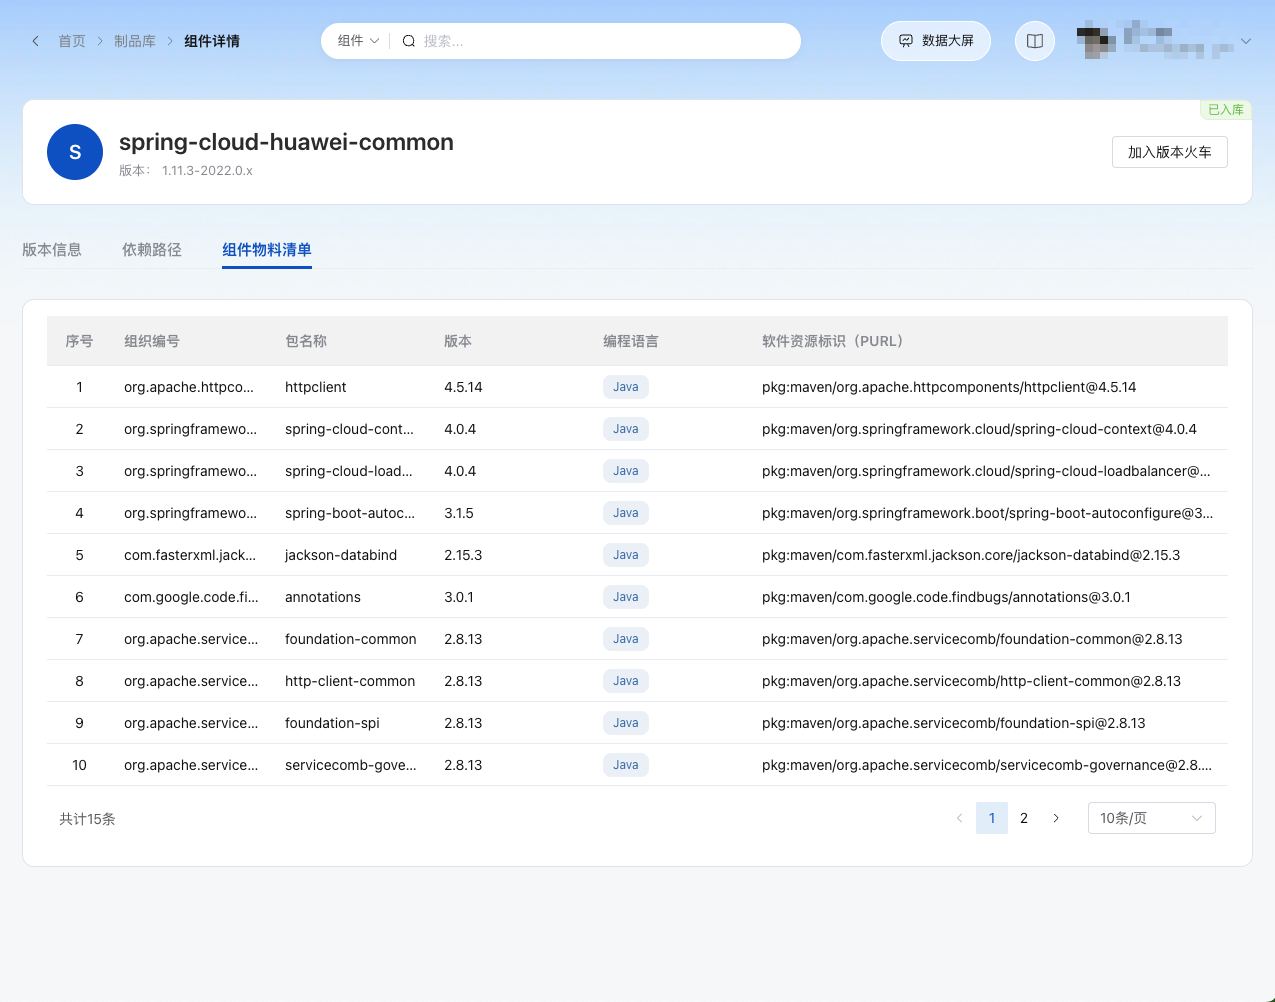 首页 制品库 组件详情 组件 搜索... 数据大屏
已入库
S spring-cloud-huawei-common
版本： 1.11.3-2022.0.x
加入版本火车
版本信息 依赖路径 组件物料清单
序号 组织编号 包名称 版本 编程语言 软件资源标识（PURL）
1 org.apache.httpco... httpclient 4.5.14 Java pkg:maven/org.apache.httpcomponents/httpclient@4.5.14
2 org.springframewo... spring-cloud-cont... 4.0.4 Java pkg:maven/org.springframework.cloud/spring-cloud-context@4.0.4
3 org.springframewo... spring-cloud-load... 4.0.4 Java pkg:maven/org.springframework.cloud/spring-cloud-loadbalancer@...
4 org.springframewo... spring-boot-autoc... 3.1.5 Java pkg:maven/org.springframework.boot/spring-boot-autoconfigure@3...
5 com.fasterxml.jack... jackson-databind 2.15.3 Java pkg:maven/com.fasterxml.jackson.core/jackson-databind@2.15.3
6 com.google.code.fi... annotations 3.0.1 Java pkg:maven/com.google.code.findbugs/annotations@3.0.1
7 org.apache.service... foundation-common 2.8.13 Java pkg:maven/org.apache.servicecomb/foundation-common@2.8.13
8 org.apache.service... http-client-common 2.8.13 Java pkg:maven/org.apache.servicecomb/http-client-common@2.8.13
9 org.apache.service... foundation-spi 2.8.13 Java pkg:maven/org.apache.servicecomb/foundation-spi@2.8.13
10 org.apache.service... servicecomb-gove... 2.8.13 Java pkg:maven/org.apache.servicecomb/servicecomb-governance@2.8....
共计15条 1 2 10条/页